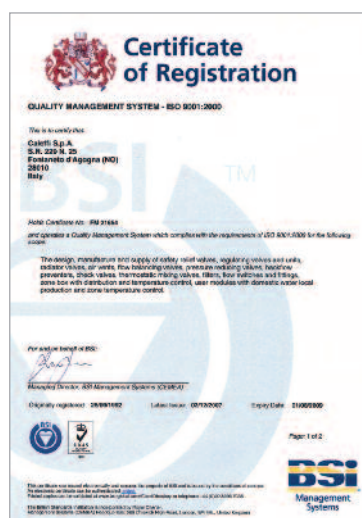 Certificate
of Registration
QUALITY MANAGEMENT SYSTEM - ISO 9001:2000
This is to certify that:
Caleffi S.p.A.
S.R. 229 N. 25
Fontaneto d'Agogna (NO)
28010
Italy
Holds Certificate No: FM 21654
and operates a Quality Management System which complies with the requirements of ISO 9001:2000 for the following
scope:
The design, manufacture and supply of safety relief valves, regulating valves and units,
radiator valves, air vents, flow balancing valves, pressure reducing valves, backflow
preventers, check valves, thermostatic mixing valves, filters, flow switches and fittings,
zone box with distribution and temperature control, user modules with domestic water local
production and zone temperature control.
For and on behalf of BSI:
Managing Director, BSI Management Systems (CEMEA)
Originally registered: Latest Issue: 02/12/2007 Expiry Date:
Page: 1 of 2
BSI
TM
BSI
UKAS
BSi
Management
Systems